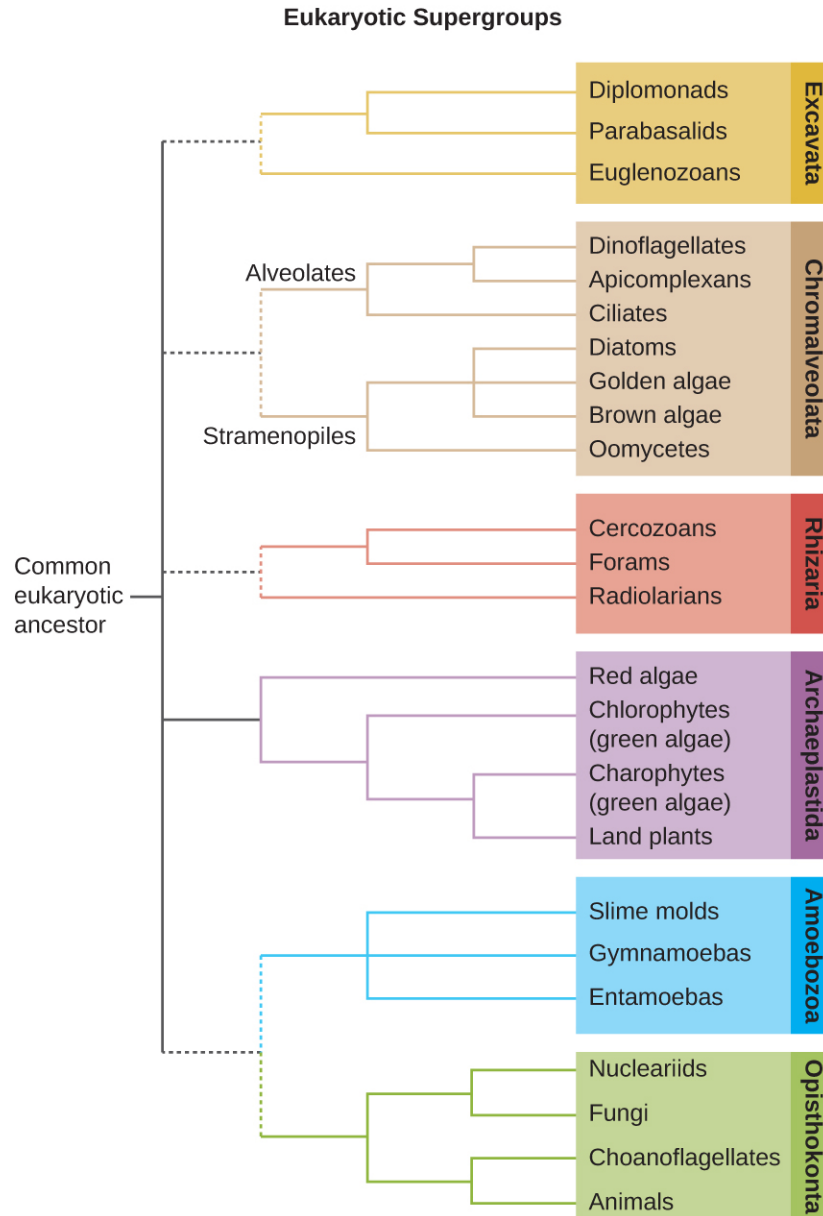 Eukaryotic Supergroups
Diplomonads
Parabasalids
Euglenozoans
Excavata
Alveolates
Stramenopiles
Dinoflagellates
Apicomplexans
Ciliates
Diatoms
Golden algae
Brown algae
Oomycetes
Chromalveolata
Common
eukaryotic
ancestor
Cercozoans
Forams
Radiolarians
Rhizaria
Red algae
Chlorophytes
(green algae)
Charophytes
(green algae)
Land plants
Archaeplastida
Slime molds
Gymnamoebas
Entamoebas
Amoebozoa
Nucleariids
Fungi
Choanoflagellates
Animals
Opisthokonta